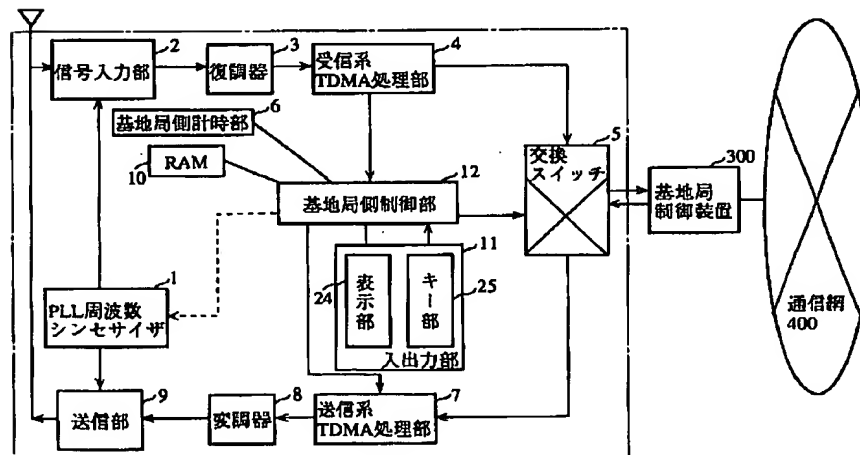 2
信号入力部
3
復調器
4
受信系
TDMA処理部
6
基地局側計時部
5
交換
スイッチ
300
基地局
制御装置
RAM
10
12
基地局側制御部
11
24
表示部
キー部
25
入出力部
1
PLL周波数
シンセサイザ
通信網
400
9
送信部
8
変調器
7
送信系
TDMA処理部